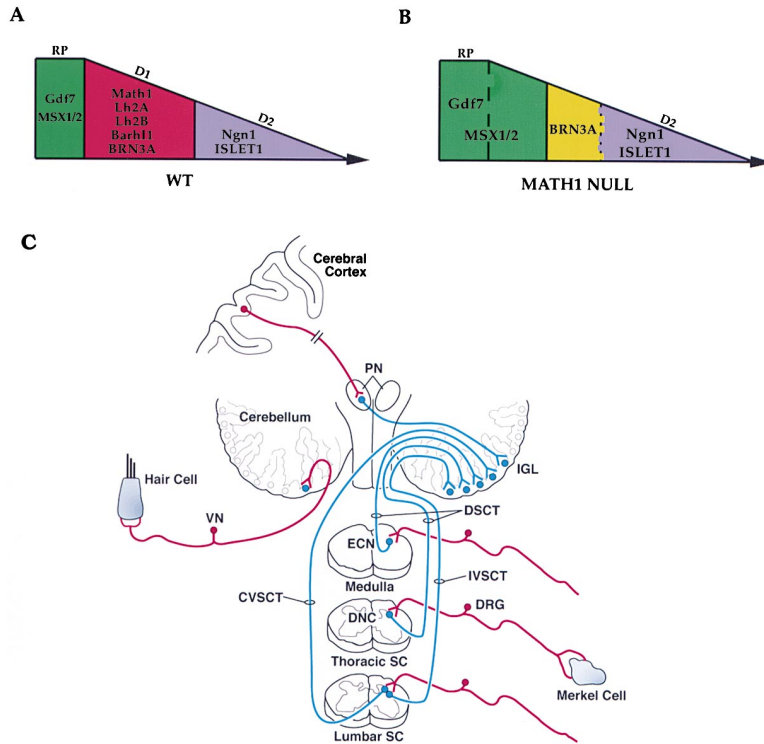 A
RP
D1
D2
Gdf7
MSX1/2
Math1
Lh2A
Lh2B
Barhl1
BRN3A
Ngn1
ISLET1
WT
B
RP
D2
Gdf7
MSX1/2
BRN3A
Ngn1
ISLET1
MATH1 NULL
C
Cerebral
Cortex
PN
Cerebellum
IGL
Hair Cell
VN
DSCT
ECN
Medulla
IVSCT
CVSCT
DRG
DNC
Thoracic SC
Merkel Cell
Lumbar SC